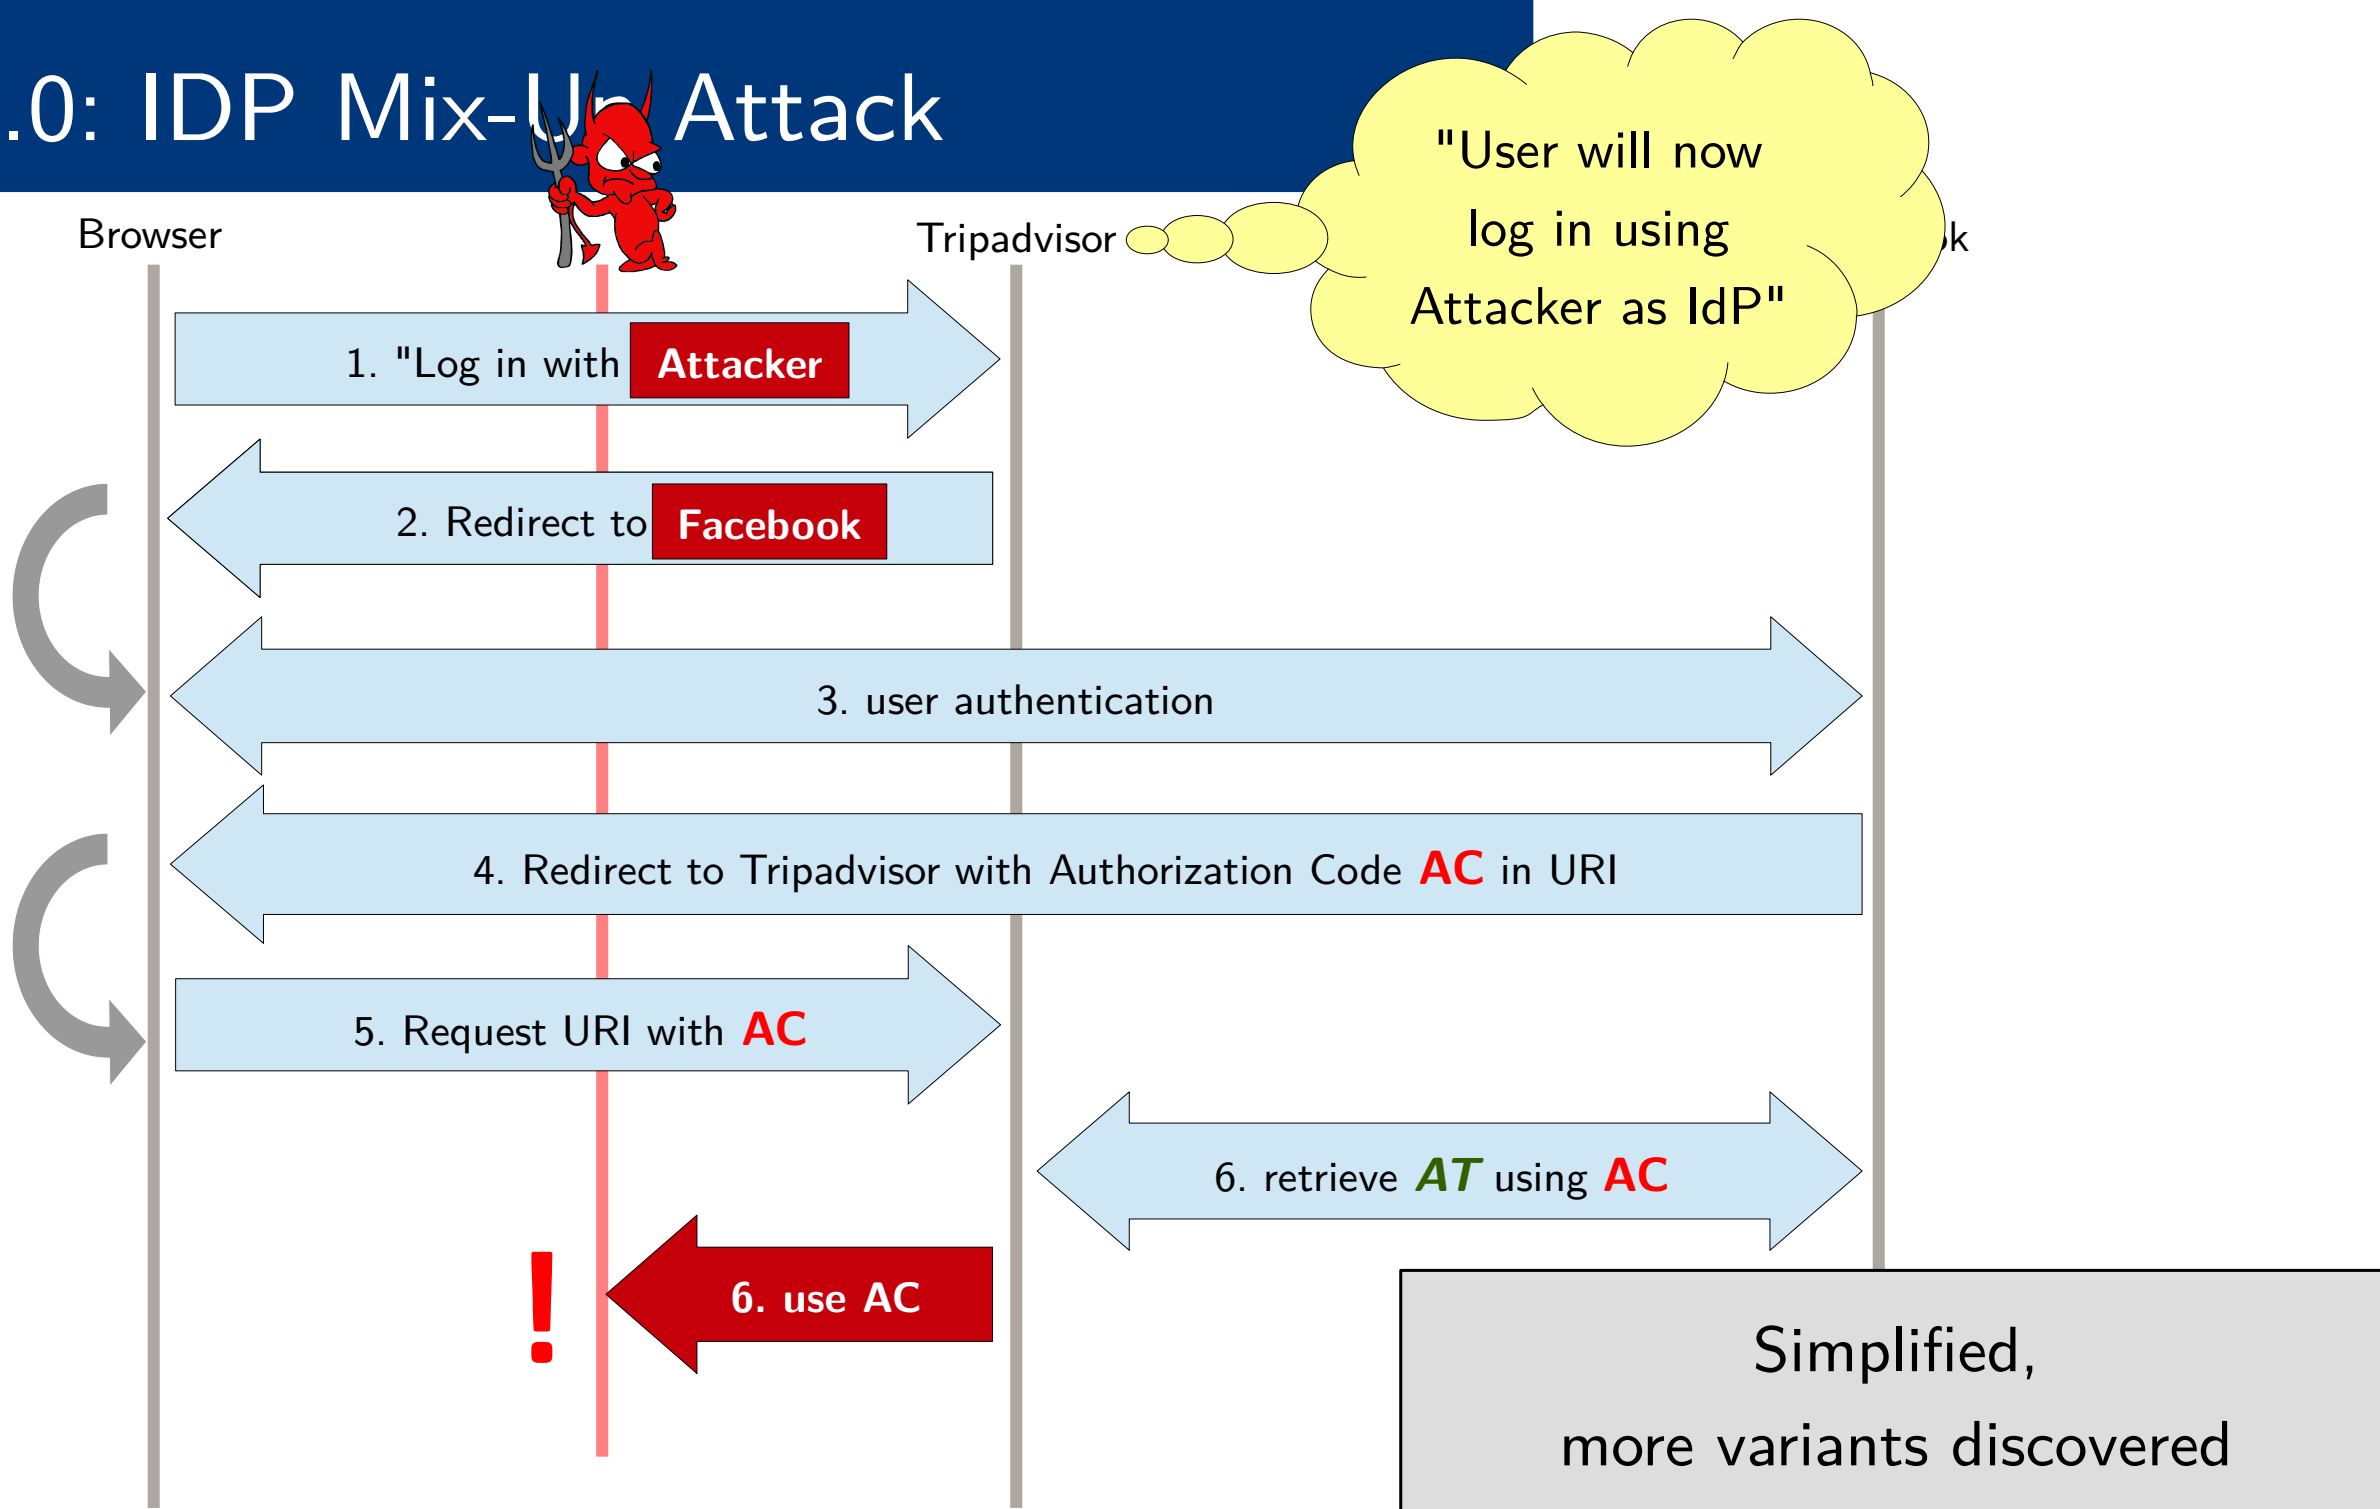 .0: IDP Mix-Up Attack
"User will now
log in using
Attacker as IdP"
Browser
Tripadvisor
k
1. "Log in with Attacker
2. Redirect to Facebook
3. user authentication
4. Redirect to Tripadvisor with Authorization Code AC in URI
5. Request URI with AC
6. retrieve AT using AC
!
6. use AC
Simplified,
more variants discovered